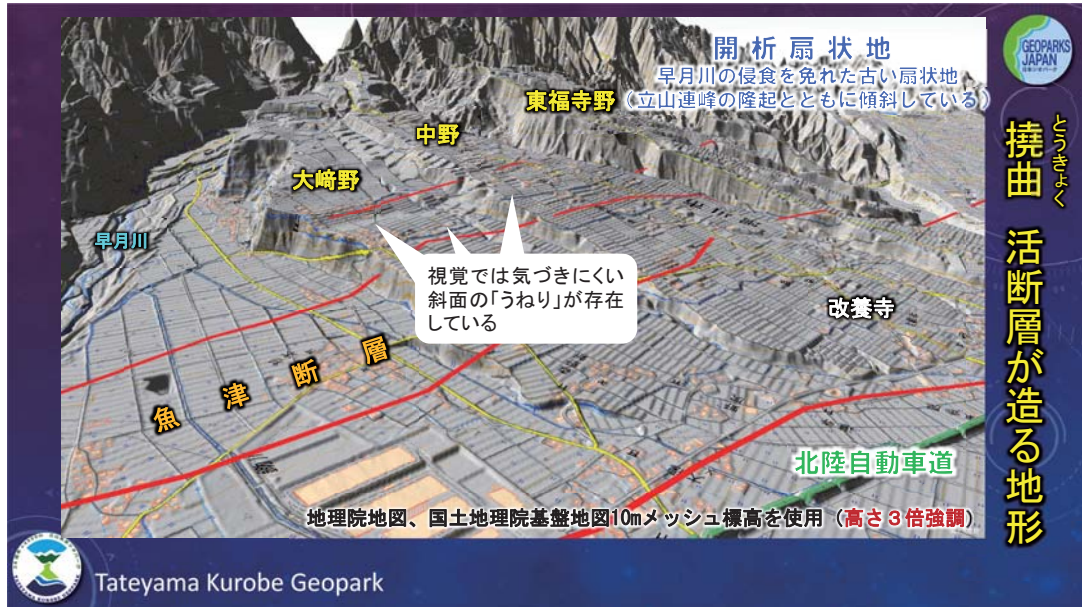 開析扇状地
早月川の侵食を免れた古い扇状地
（立山連峰の隆起とともに傾斜している）
GEOPARKS
JAPAN
とうきょく
撓曲 活断層が造る地形
東福寺野
中野
大崎野
早月川
視覚では気づきにくい
斜面の「うねり」が存在
している
改養寺
魚津断層
北陸自動車道
地理院地図、国土地理院基盤地図10mメッシュ標高を使用（高さ３倍強調）
Tateyama Kurobe Geopark